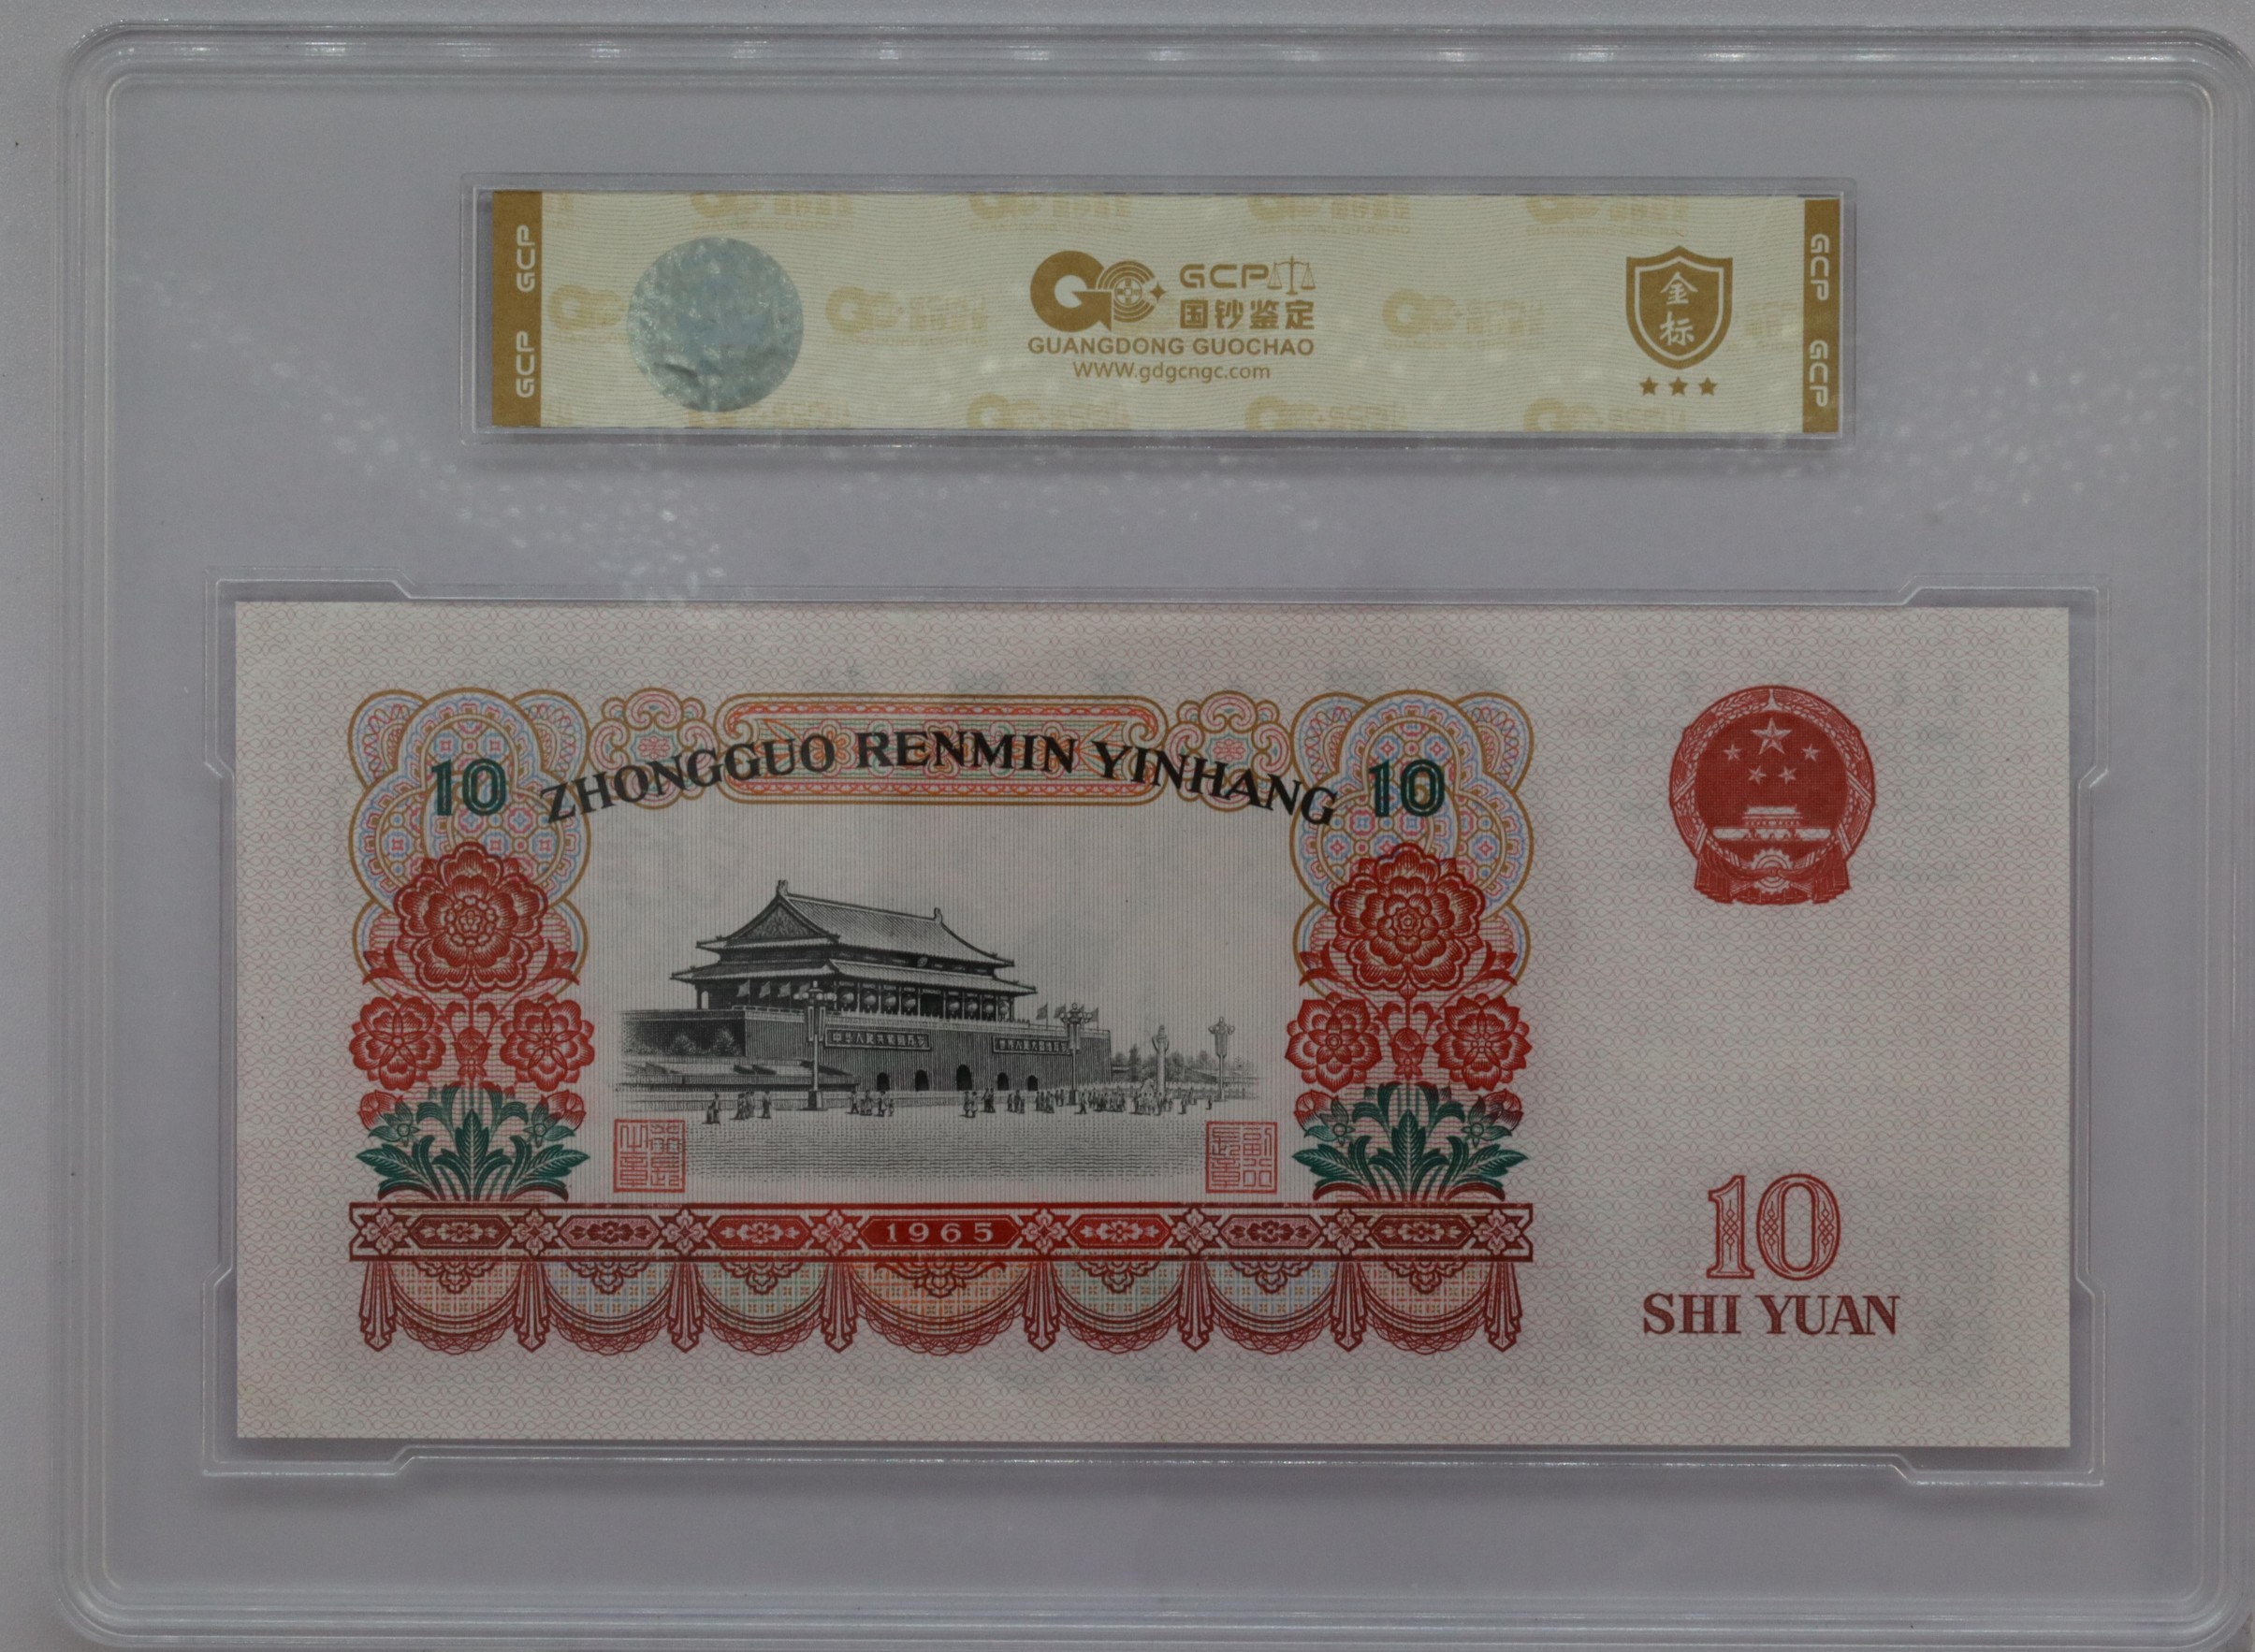 GCP GCP
GCP
国钞鉴定
GUANGDONG GUOCHAO
WWW.gdgcngc.com
金
标
GCP GCP
ZHONGGUO RENMIN YINHANG
10
10
1965
10
SHI YUAN